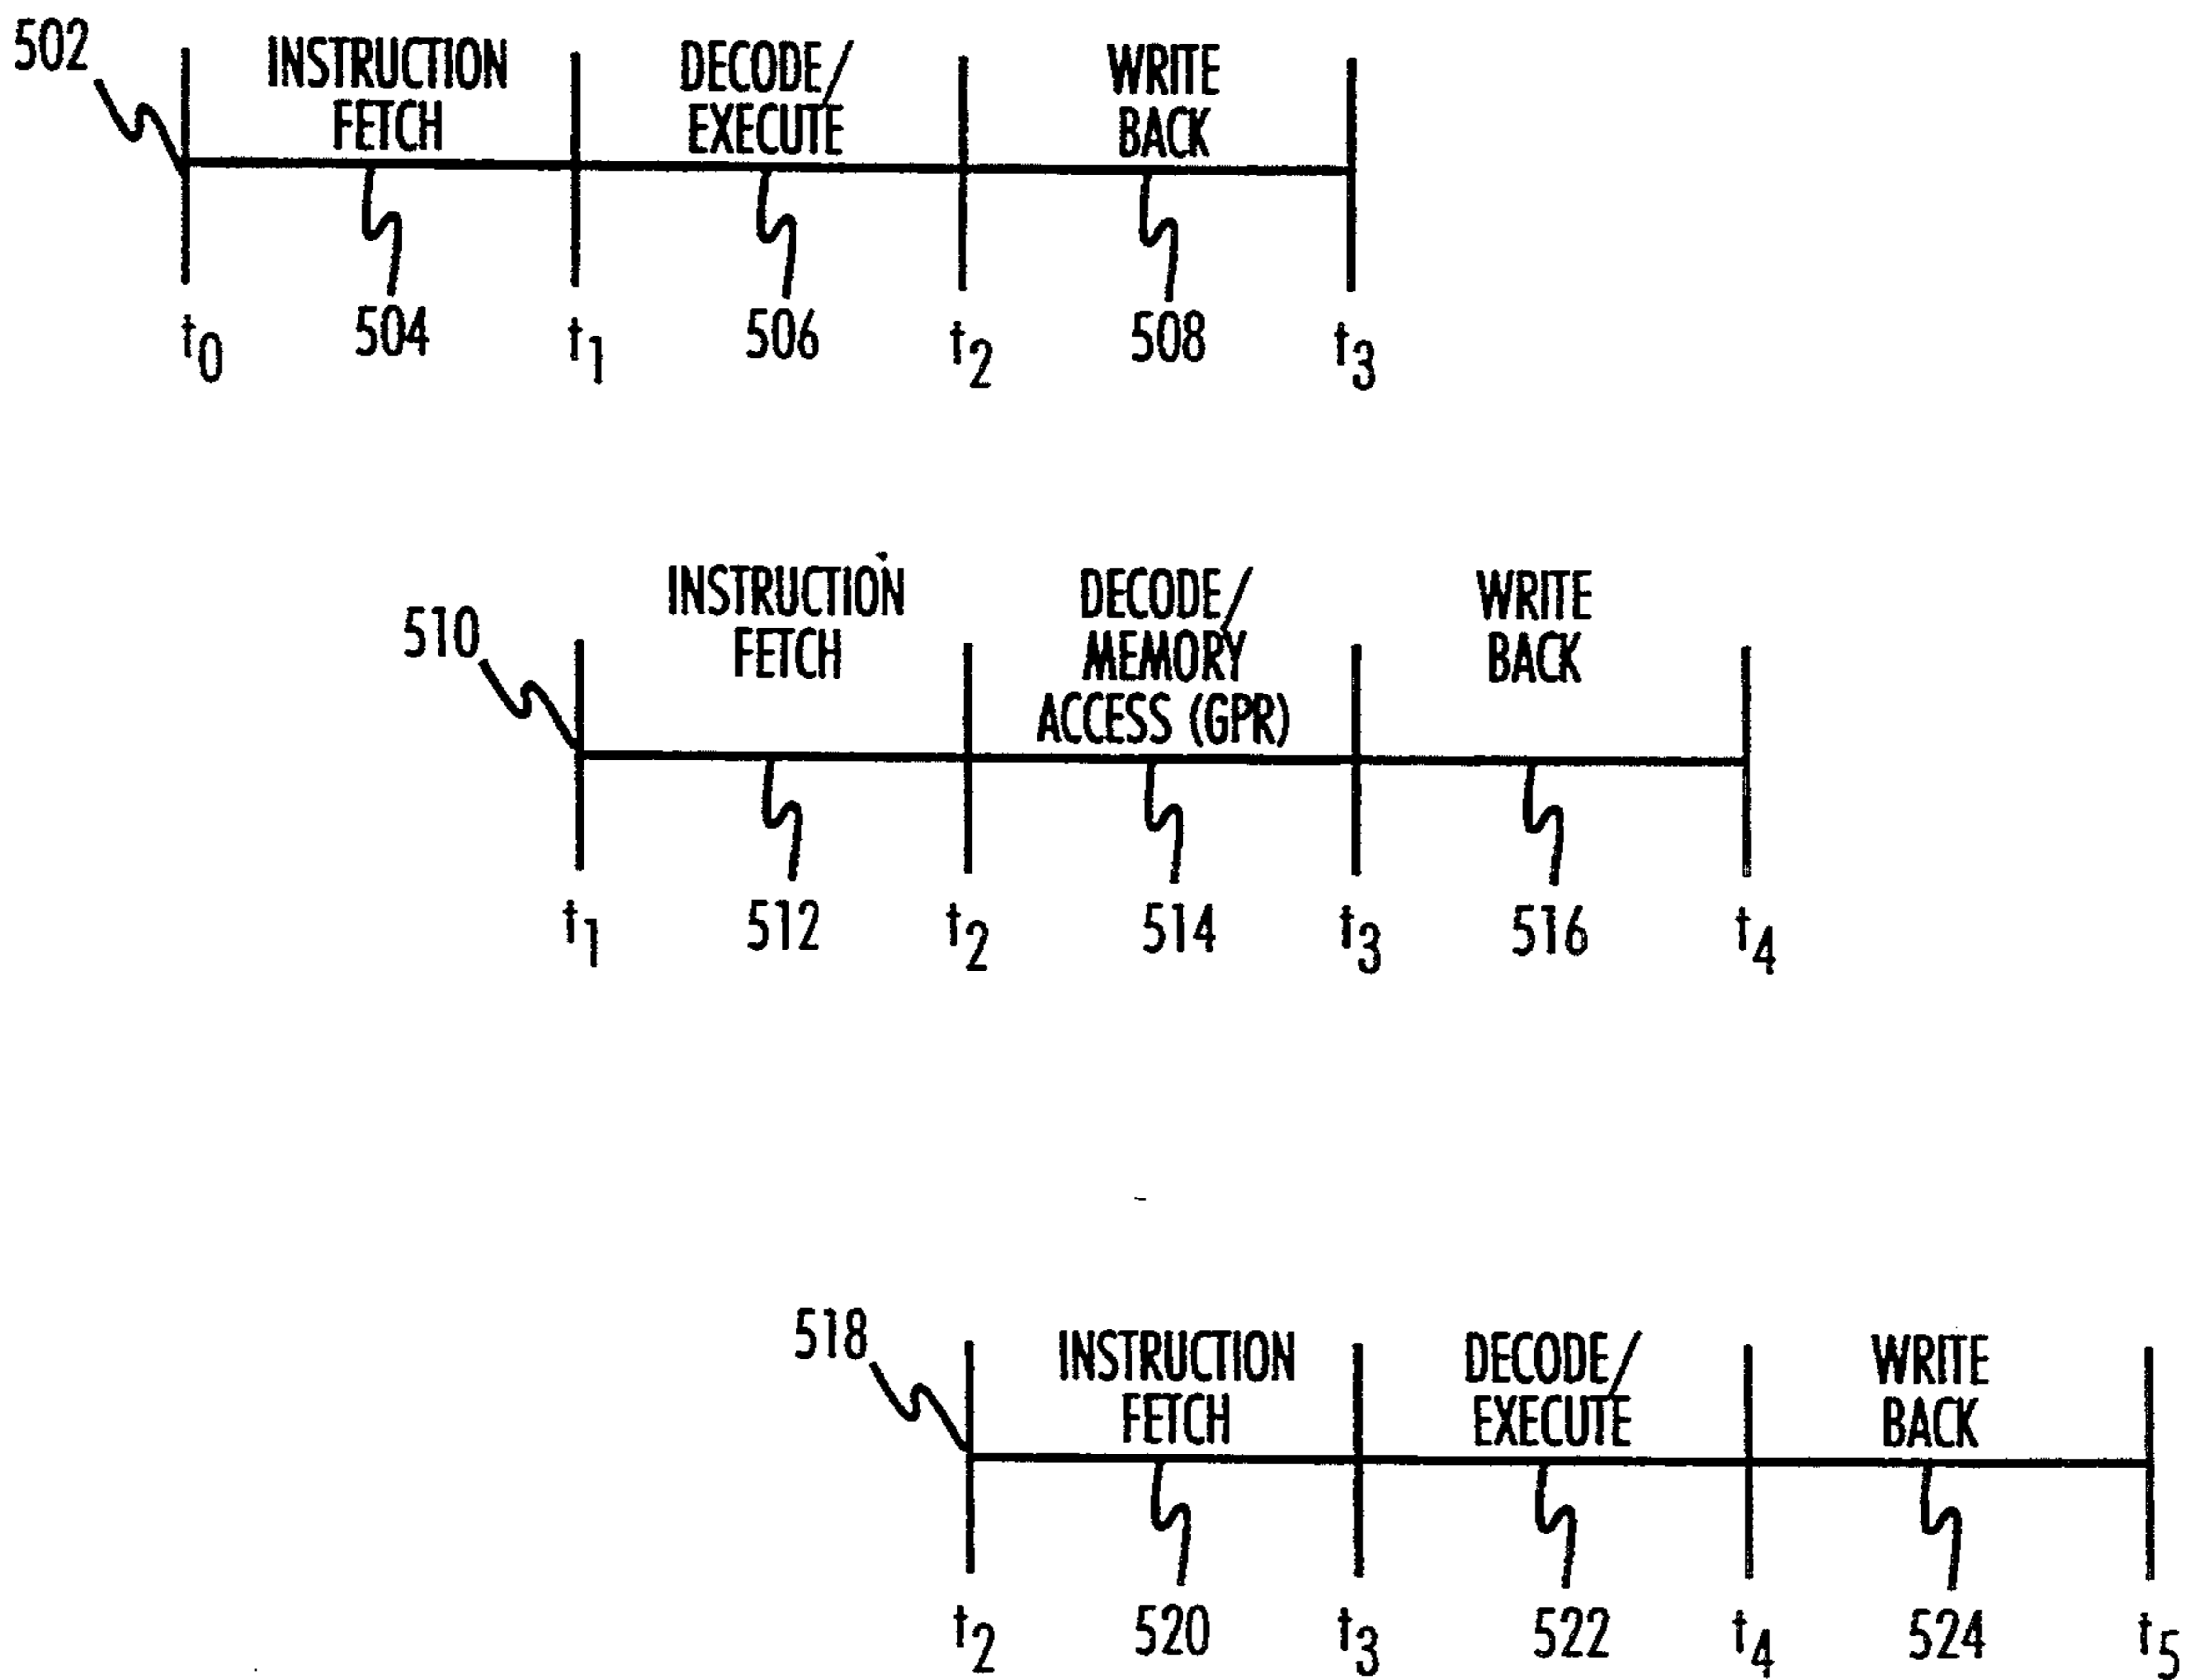 502
INSTRUCTION
FETCH
DECODE/
EXECUTE
WRITE
BACK
t0
504
t1
506
t2
508
t3
510
INSTRUCTION
FETCH
DECODE/
MEMORY
ACCESS (GPR)
WRITE
BACK
t1
512
t2
514
t3
516
t4
518
INSTRUCTION
FETCH
DECODE/
EXECUTE
WRITE
BACK
t2
520
t3
522
t4
524
t5